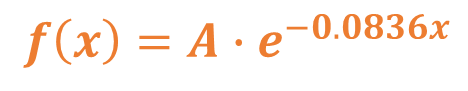 f(x) = A · e^{-0.0836x}